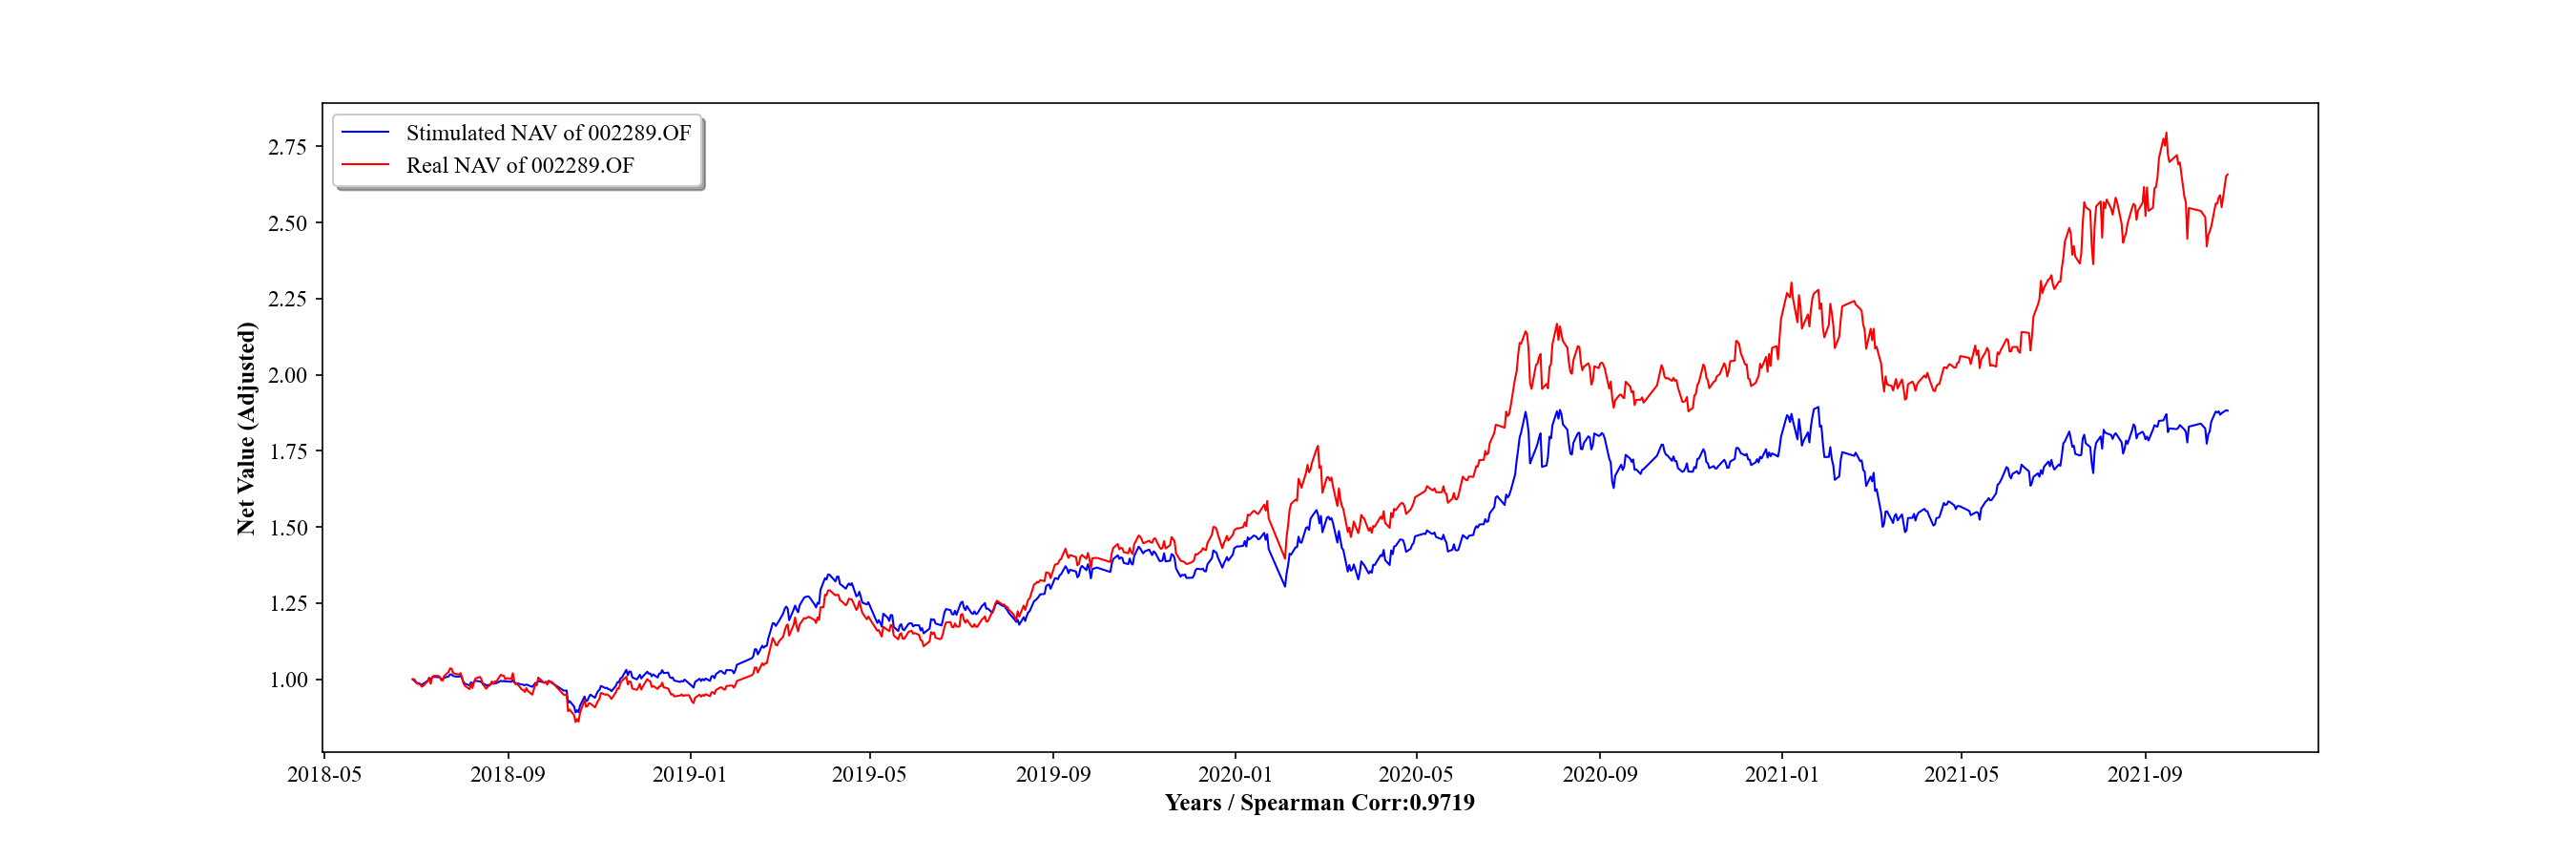 Stimulated NAV of 002289.OF
Real NAV of 002289.OF
Net Value (Adjusted)
2.75
2.50
2.25
2.00
1.75
1.50
1.25
1.00
2018-05 2018-09 2019-01 2019-05 2019-09 2020-01 2020-05 2020-09 2021-01 2021-05 2021-09
Years / Spearman Corr:0.9719